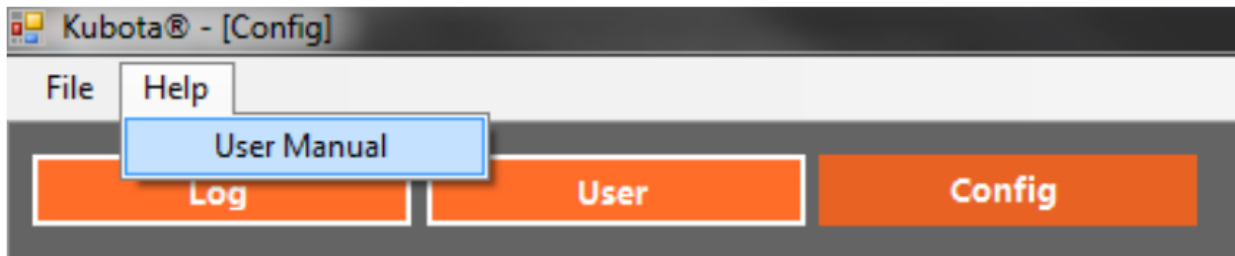 Kubota® - [Config]
File Help
User Manual
Log User Config